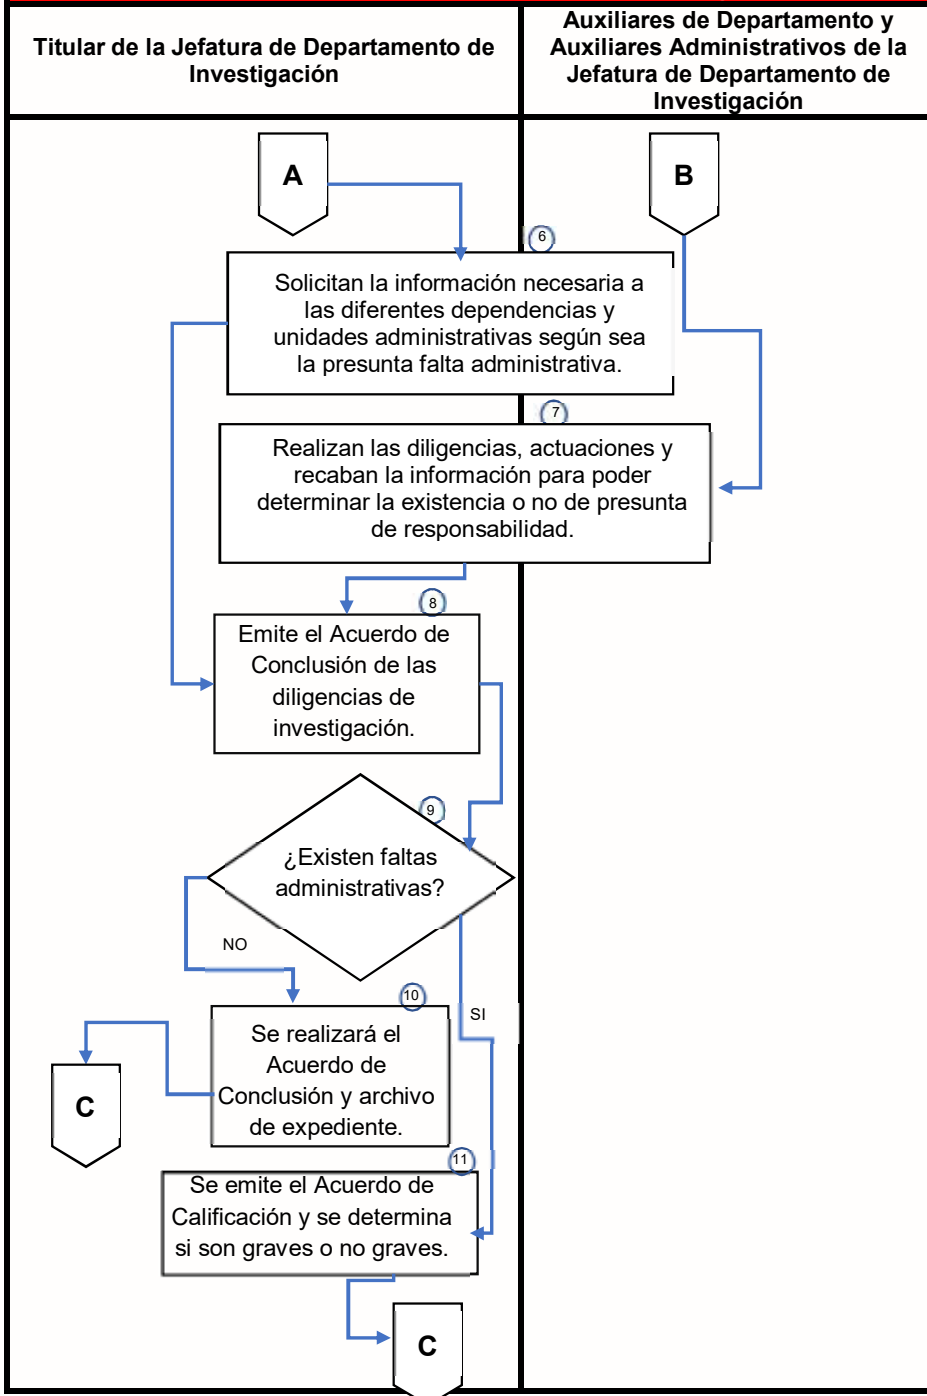 Titular de la Jefatura de Departamento de
Investigación
Auxiliares de Departamento y
Auxiliares Administrativos de la
Jefatura de Departamento de
Investigación
A
B
6
Solicitan la información necesaria a
las diferentes dependencias y
unidades administrativas según sea
la presunta falta administrativa.
7
Realizan las diligencias, actuaciones y
recaban la información para poder
determinar la existencia o no de presunta
de responsabilidad.
8
Emite el Acuerdo de
Conclusión de las
diligencias de
investigación.
9
¿Existen faltas
administrativas?
NO
SI
10
Se realizará el
Acuerdo de
Conclusión y archivo
de expediente.
C
11
Se emite el Acuerdo de
Calificación y se determina
si son graves o no graves.
C